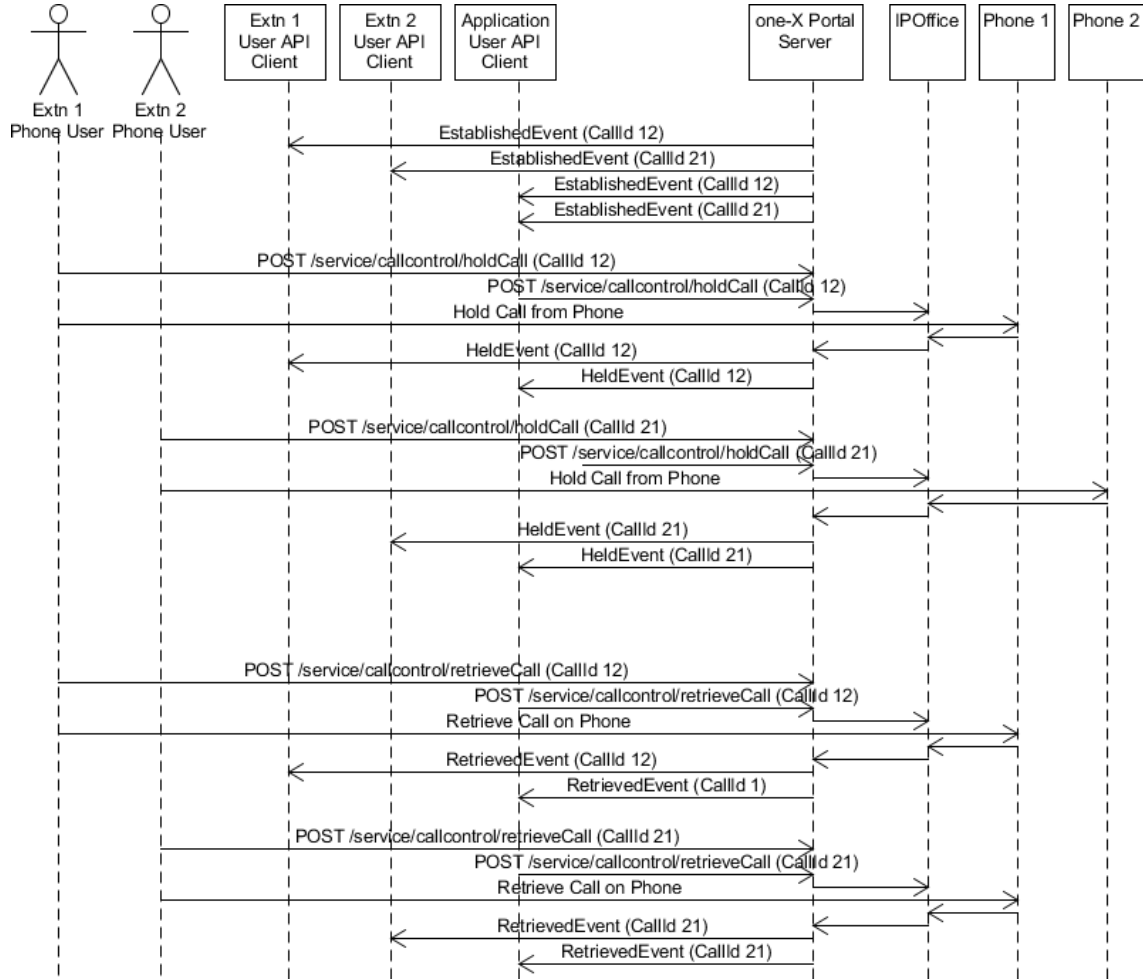 Extn 1
User API
Client
Extn 2
User API
Client
Application
User API
Client
one-X Portal
Server
IPOffice
Phone 1
Phone 2
Extn 1
Phone User
Extn 2
Phone User
EstablishedEvent (CallId 12)
EstablishedEvent (CallId 21)
EstablishedEvent (CallId 12)
EstablishedEvent (CallId 21)
POST /service/callcontrol/holdCall (CallId 12)
POST /service/callcontrol/holdCall (CallId 12)
Hold Call from Phone
HeldEvent (CallId 12)
HeldEvent (CallId 12)
POST /service/callcontrol/holdCall (CallId 21)
POST /service/callcontrol/holdCall (CallId 21)
Hold Call from Phone
HeldEvent (CallId 21)
HeldEvent (CallId 21)
POST /service/callcontrol/retrieveCall (CallId 12)
POST /service/callcontrol/retrieveCall (CallId 12)
Retrieve Call on Phone
RetrievedEvent (CallId 12)
RetrievedEvent (CallId 1)
POST /service/callcontrol/retrieveCall (CallId 21)
POST /service/callcontrol/retrieveCall (CallId 21)
Retrieve Call on Phone
RetrievedEvent (CallId 21)
RetrievedEvent (CallId 21)